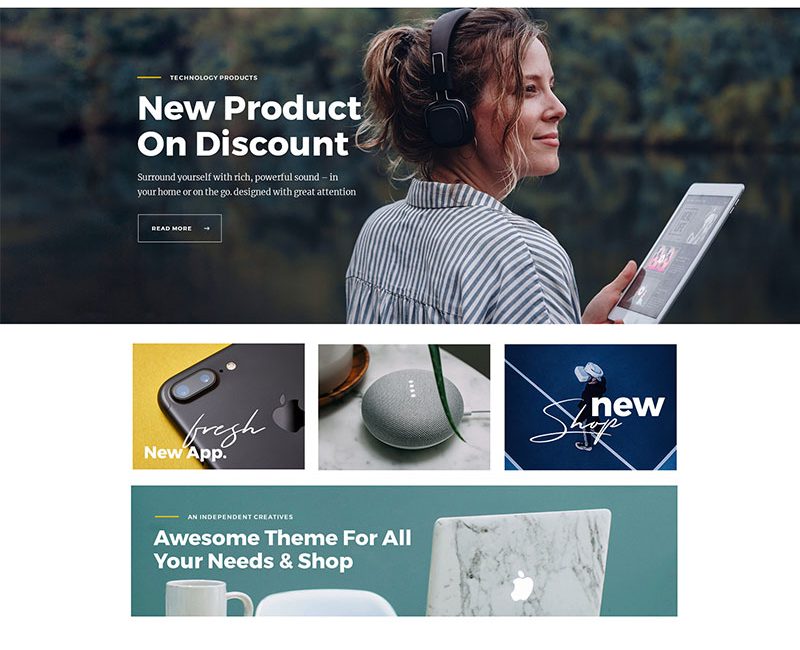 TECHNOLOGY PRODUCTS
New Product
On Discount
Surround yourself with rich, powerful sound – in
your home or on the go. designed with great attention
READ MORE →
fresh
New App.
new
Shop
AN INDEPENDENT CREATIVES
Awesome Theme For All
Your Needs & Shop